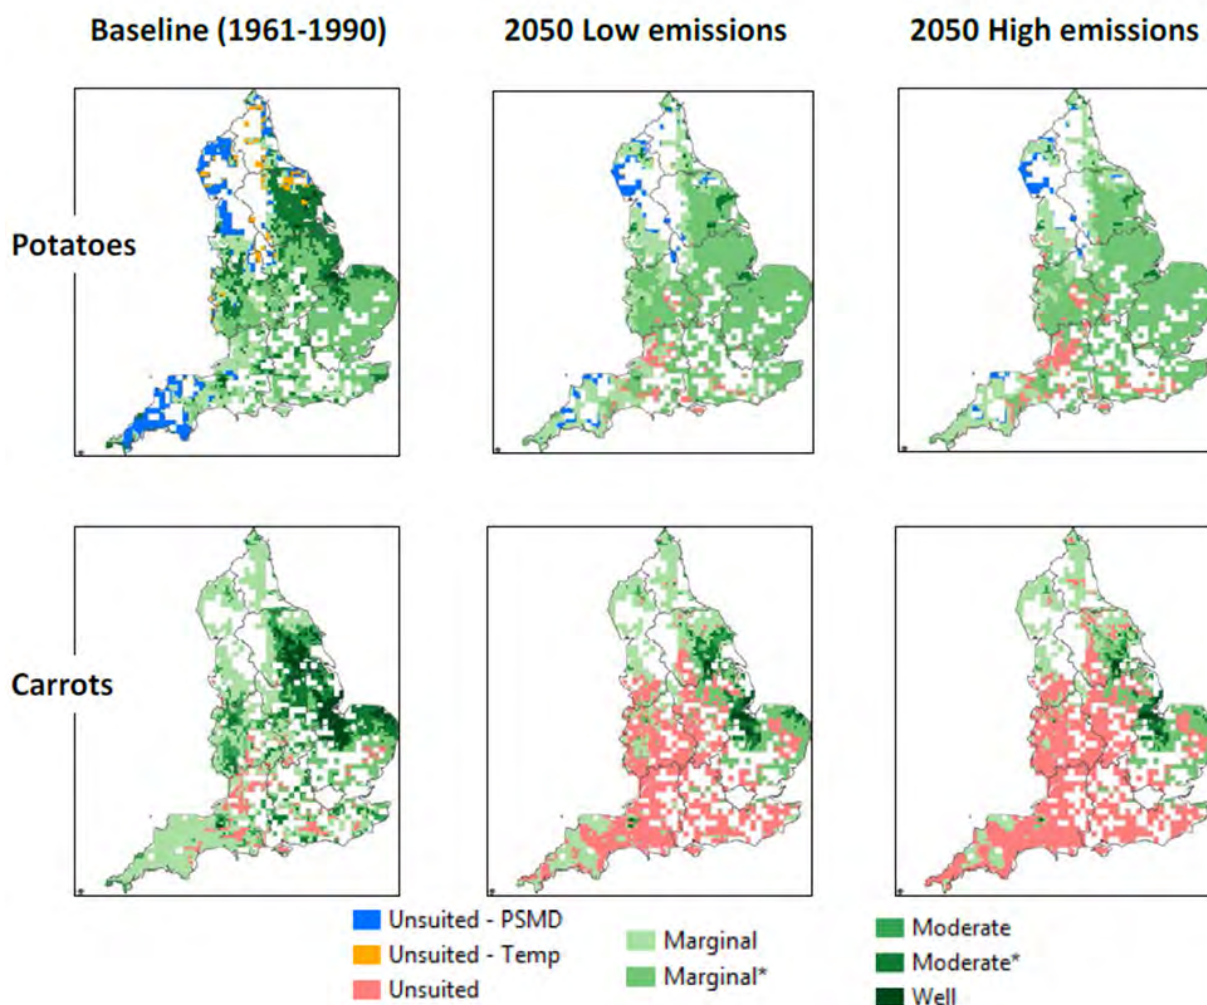 Baseline (1961-1990) 2050 Low emissions 2050 High emissions
Potatoes
Carrots
Unsuited - PSMD
Unsuited - Temp
Unsuited
Marginal
Marginal*
Moderate
Moderate*
Well